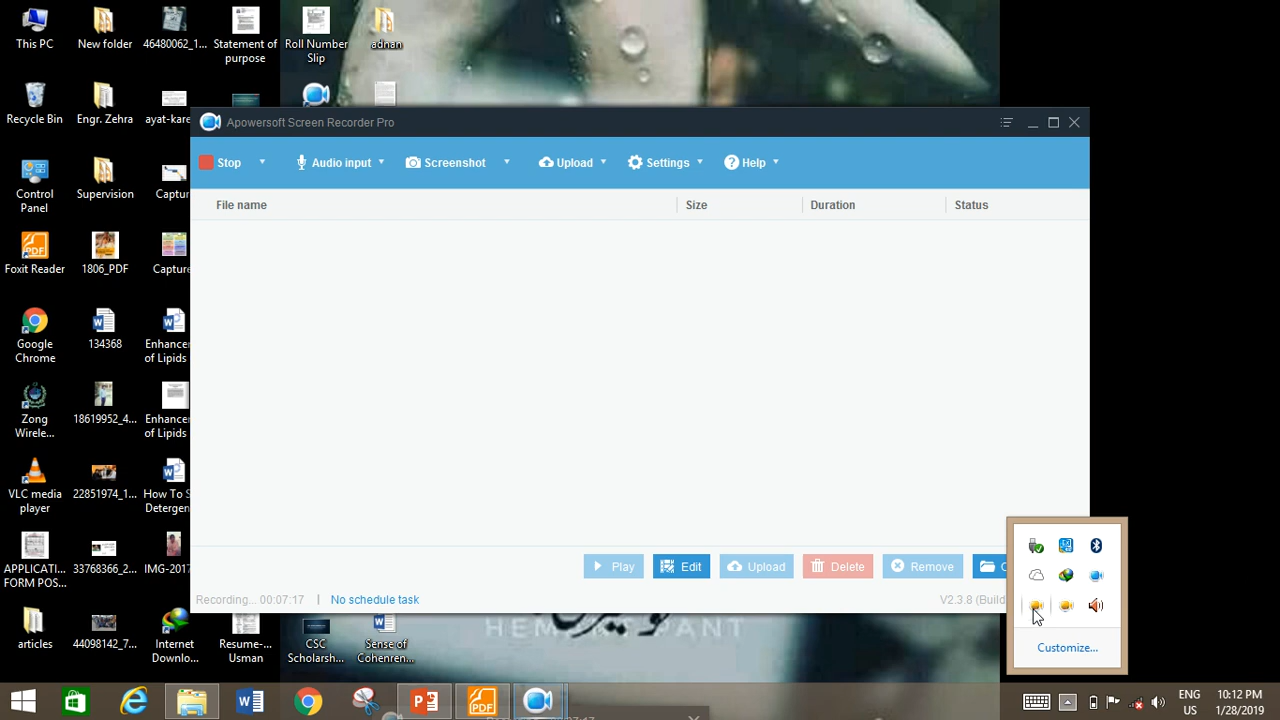 This PC
New folder
46480062_1...
Statement of purpose
Roll Number Slip
adnan
Recycle Bin
Engr. Zehra
ayat-kare
Apowersoft Screen Recorder Pro
Stop
Audio input
Screenshot
Upload
Settings
Help
File name
Size
Duration
Status
Control Panel
Supervision
Captur
Foxit Reader
1806_PDF
Capture
Google Chrome
134368
Enhancer of Lipids
Zong Wirele...
18619952_4...
Enhancer of Lipids
VLC media player
22851974_1...
How To S Detergen
APPLICATI... FORM POS...
33768366_2...
IMG-2017
Play
Edit
Upload
Delete
Remove
Recording... 00:07:17
No schedule task
V2.3.8 (Build
Customize...
articles
44098142_7...
Internet Downlo...
Resume-... Usman
CSC Scholarsh...
Sense of Cohenren...
ENG
US
10:12 PM
1/28/2019